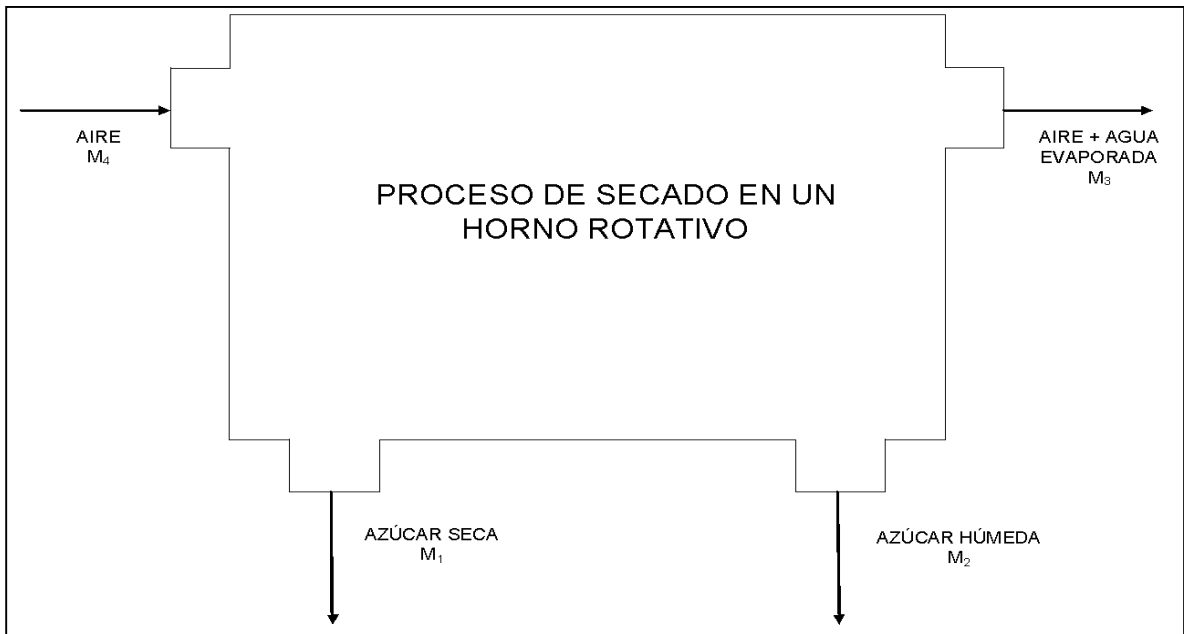 AIRE
M₄
AIRE + AGUA
EVAPORADA
M₃
PROCESO DE SECADO EN UN
HORNO ROTATIVO
AZÚCAR SECA
M₁
AZÚCAR HÚMEDA
M₂